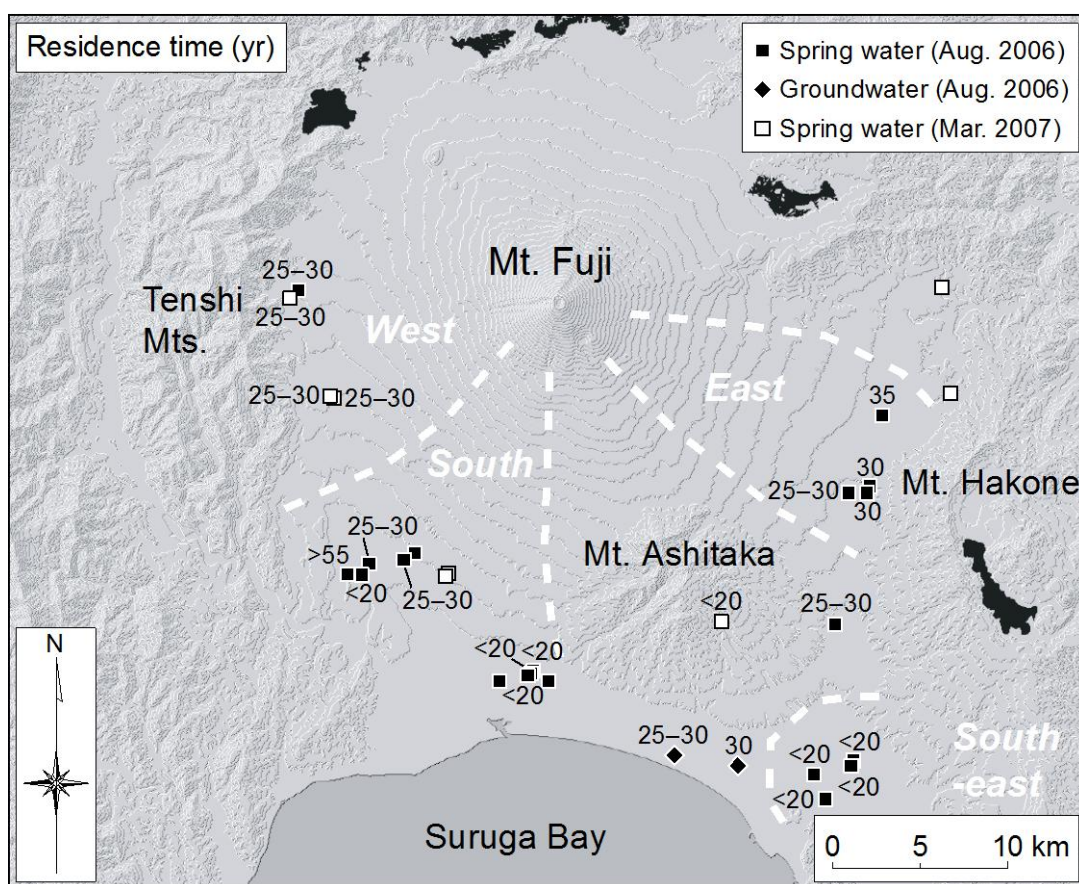 Residence time (yr)
Spring water (Aug. 2006)
Groundwater (Aug. 2006)
Spring water (Mar. 2007)
Mt. Fuji
25–30
Tenshi
Mts.
25–30
West
East
25–30
25–30
35
South
30
Mt. Hakone
25–30
30
25–30
>55
Mt. Ashitaka
<20
25–30
<20
25–30
<20
<20
<20
25–30
30
South
-east
<20
<20
<20
<20
Suruga Bay
N
0
5
10 km